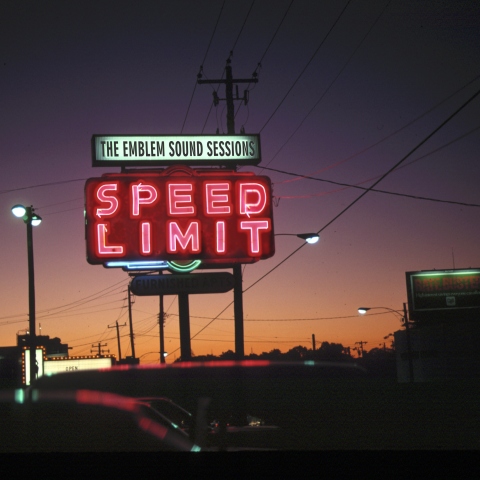 THE EMBLEM SOUND SESSIONS
SPEED
LIMIT
OPEN